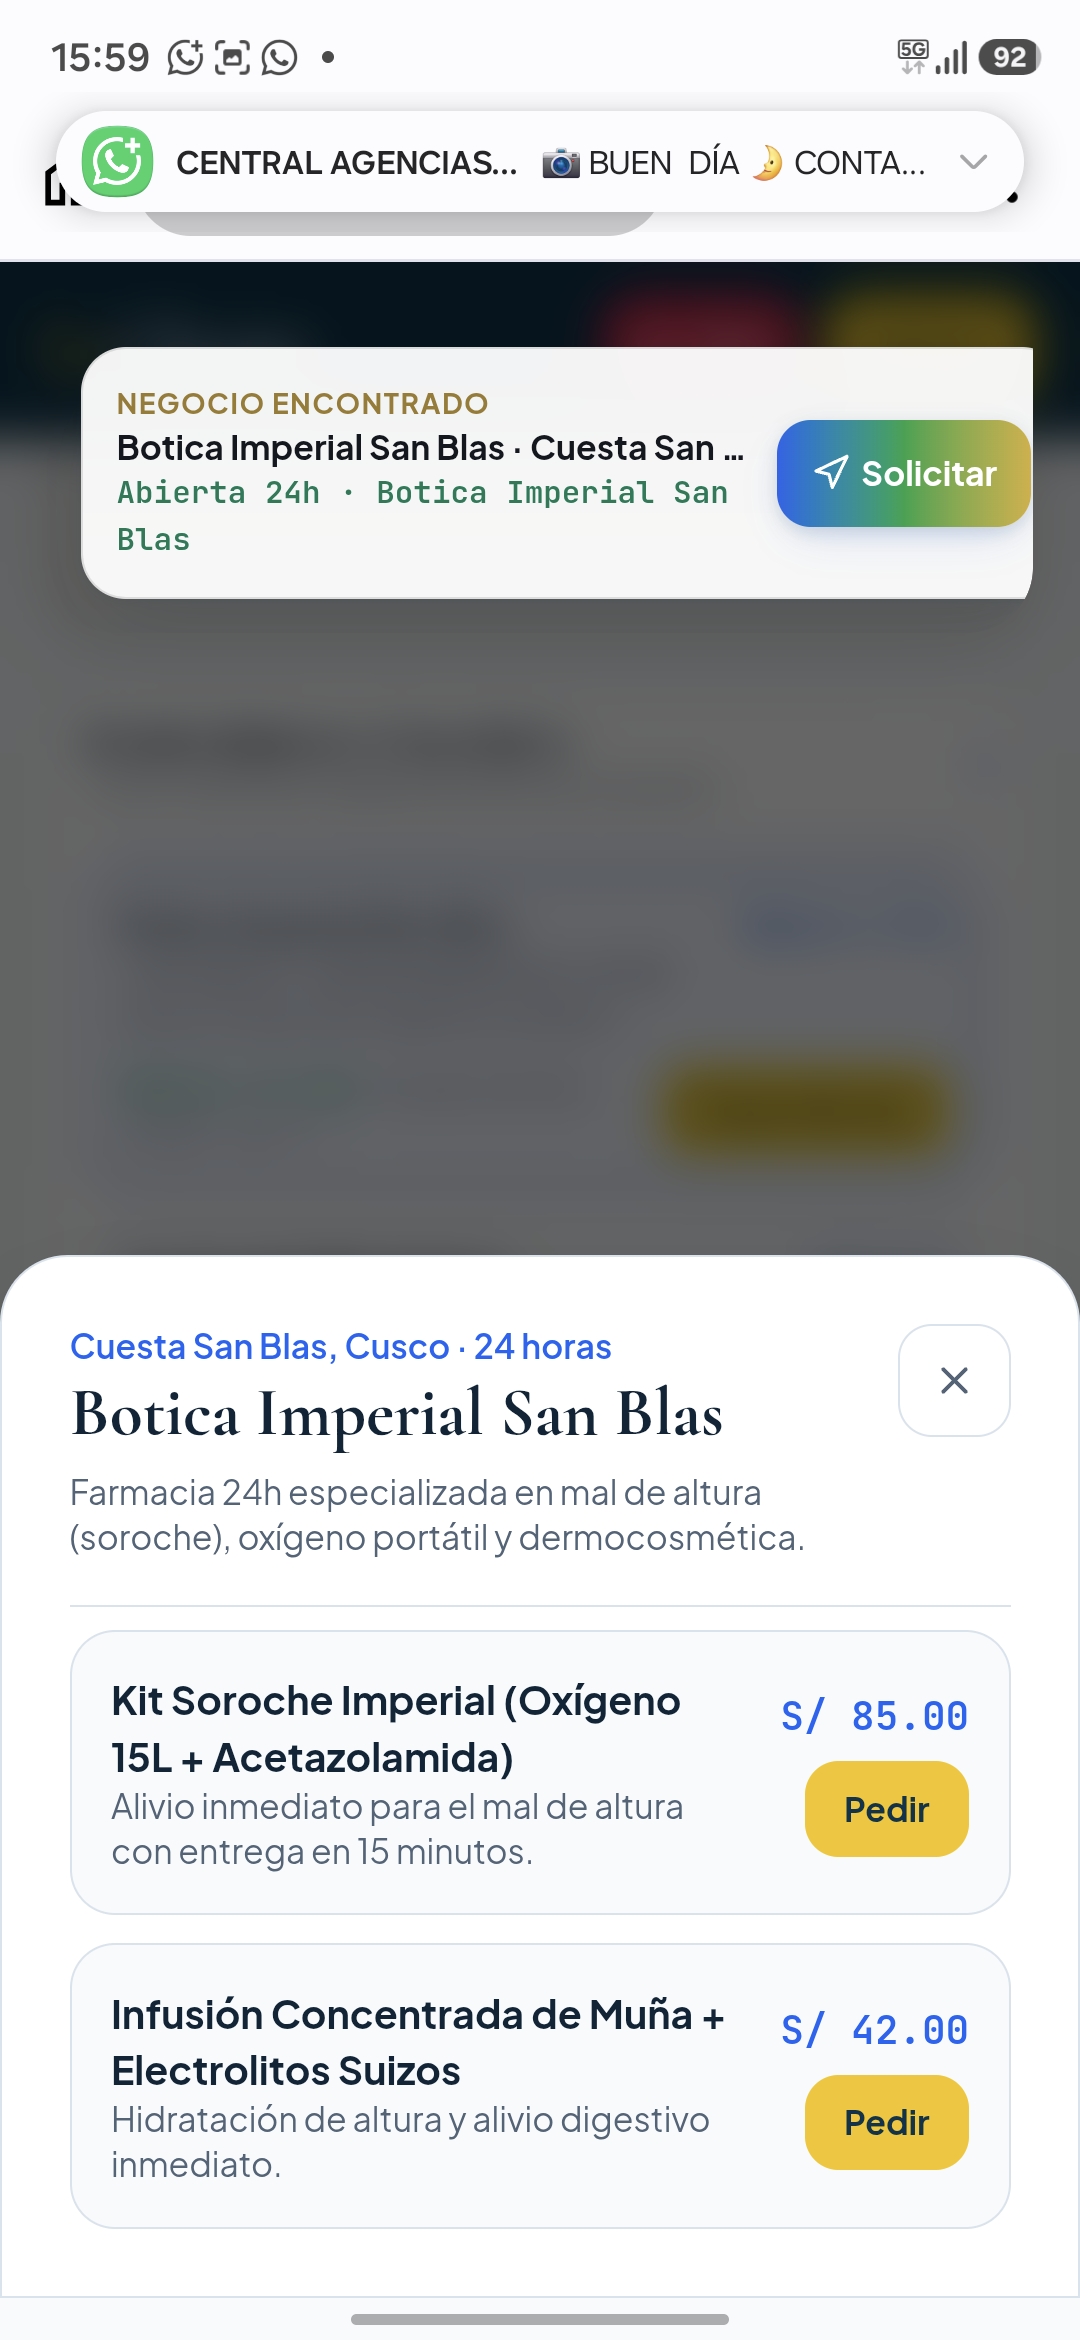 15:59
5G
92
CENTRAL AGENCIAS... 📷 BUEN DÍA 🌛 CONTA...
NEGOCIO ENCONTRADO
Botica Imperial San Blas · Cuesta San ...
Abierta 24h · Botica Imperial San
Blas
Solicitar
Cuesta San Blas, Cusco · 24 horas
Botica Imperial San Blas
Farmacia 24h especializada en mal de altura
(soroche), oxígeno portátil y dermocosmética.
Kit Soroche Imperial (Oxígeno
15L + Acetazolamida)
S/ 85.00
Alivio inmediato para el mal de altura
con entrega en 15 minutos.
Pedir
Infusión Concentrada de Muña +
Electrolitos Suizos
S/ 42.00
Hidratación de altura y alivio digestivo
inmediato.
Pedir